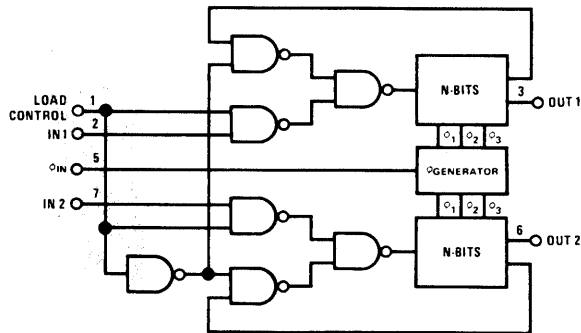 N-BITS
3
OUT 1
LOAD
CONTROL
1
2
IN 1
φ1 φ2 φ3
5
φIN
φGENERATOR
7
IN 2
φ1 φ2 φ3
6
OUT 2
N-BITS